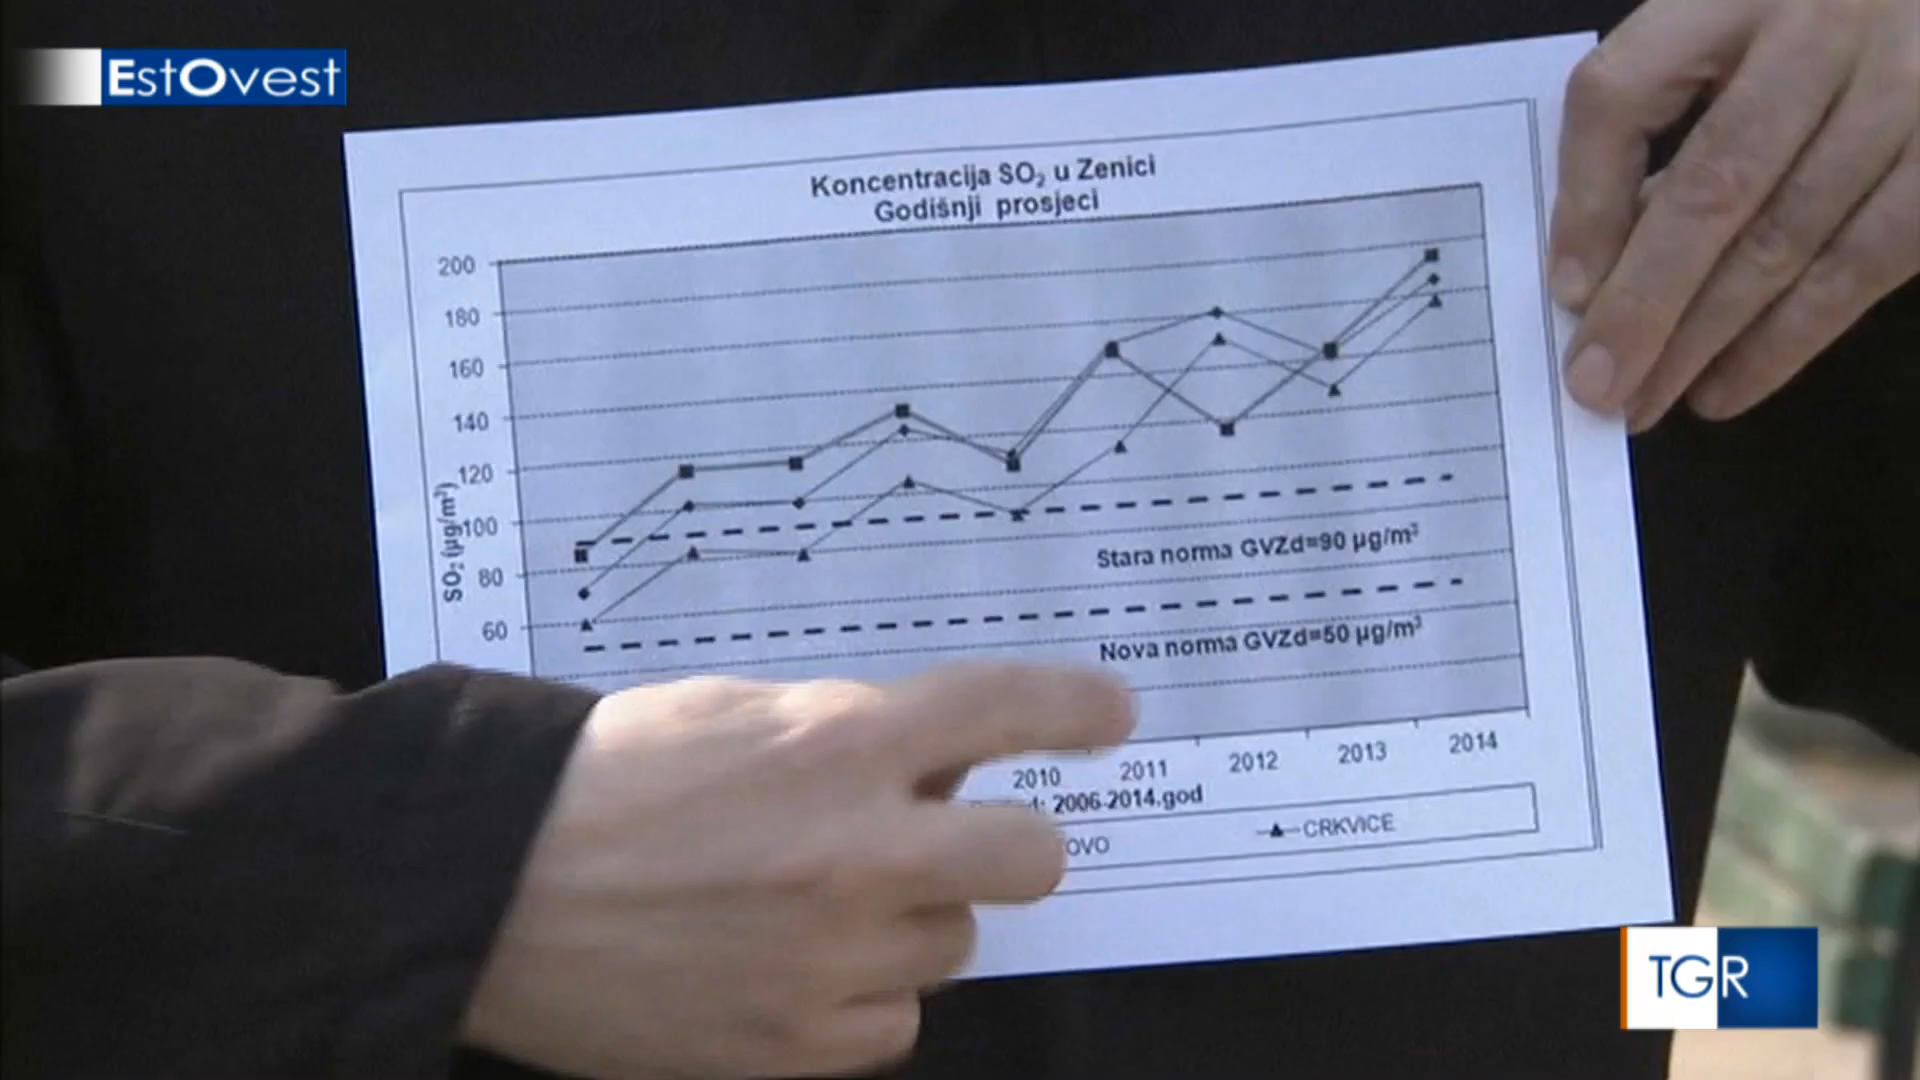 EstOvest
Koncentracija SO₂ u Zenici
Godišnji prosjeci
200
180
160
140
120
100
80
60
SO₂ (µg/m³)
Stara norma GVZd=90 µg/m³
Nova norma GVZd=50 µg/m³
2010 2011 2012 2013 2014
d: 2006-2014.god
OVO CRKVICE
TGR